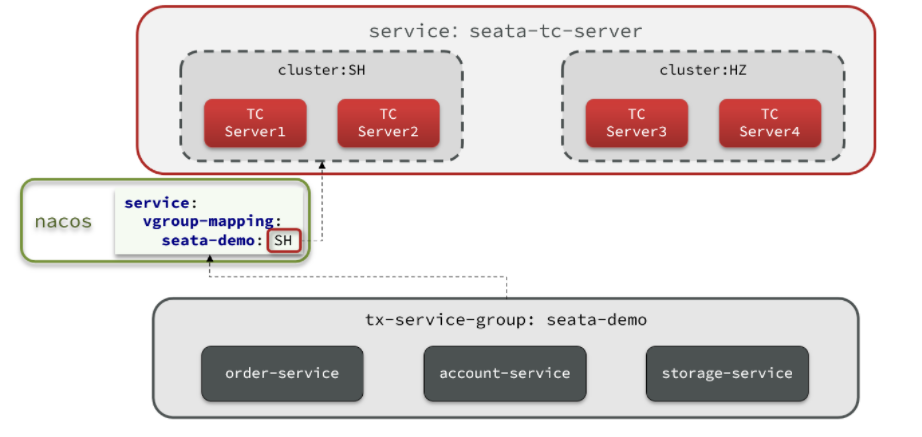 service: seata-tc-server
cluster:SH
TC
Server1
TC
Server2
cluster:HZ
TC
Server3
TC
Server4
nacos
service:
vgroup-mapping:
seata-demo: SH
tx-service-group: seata-demo
order-service
account-service
storage-service